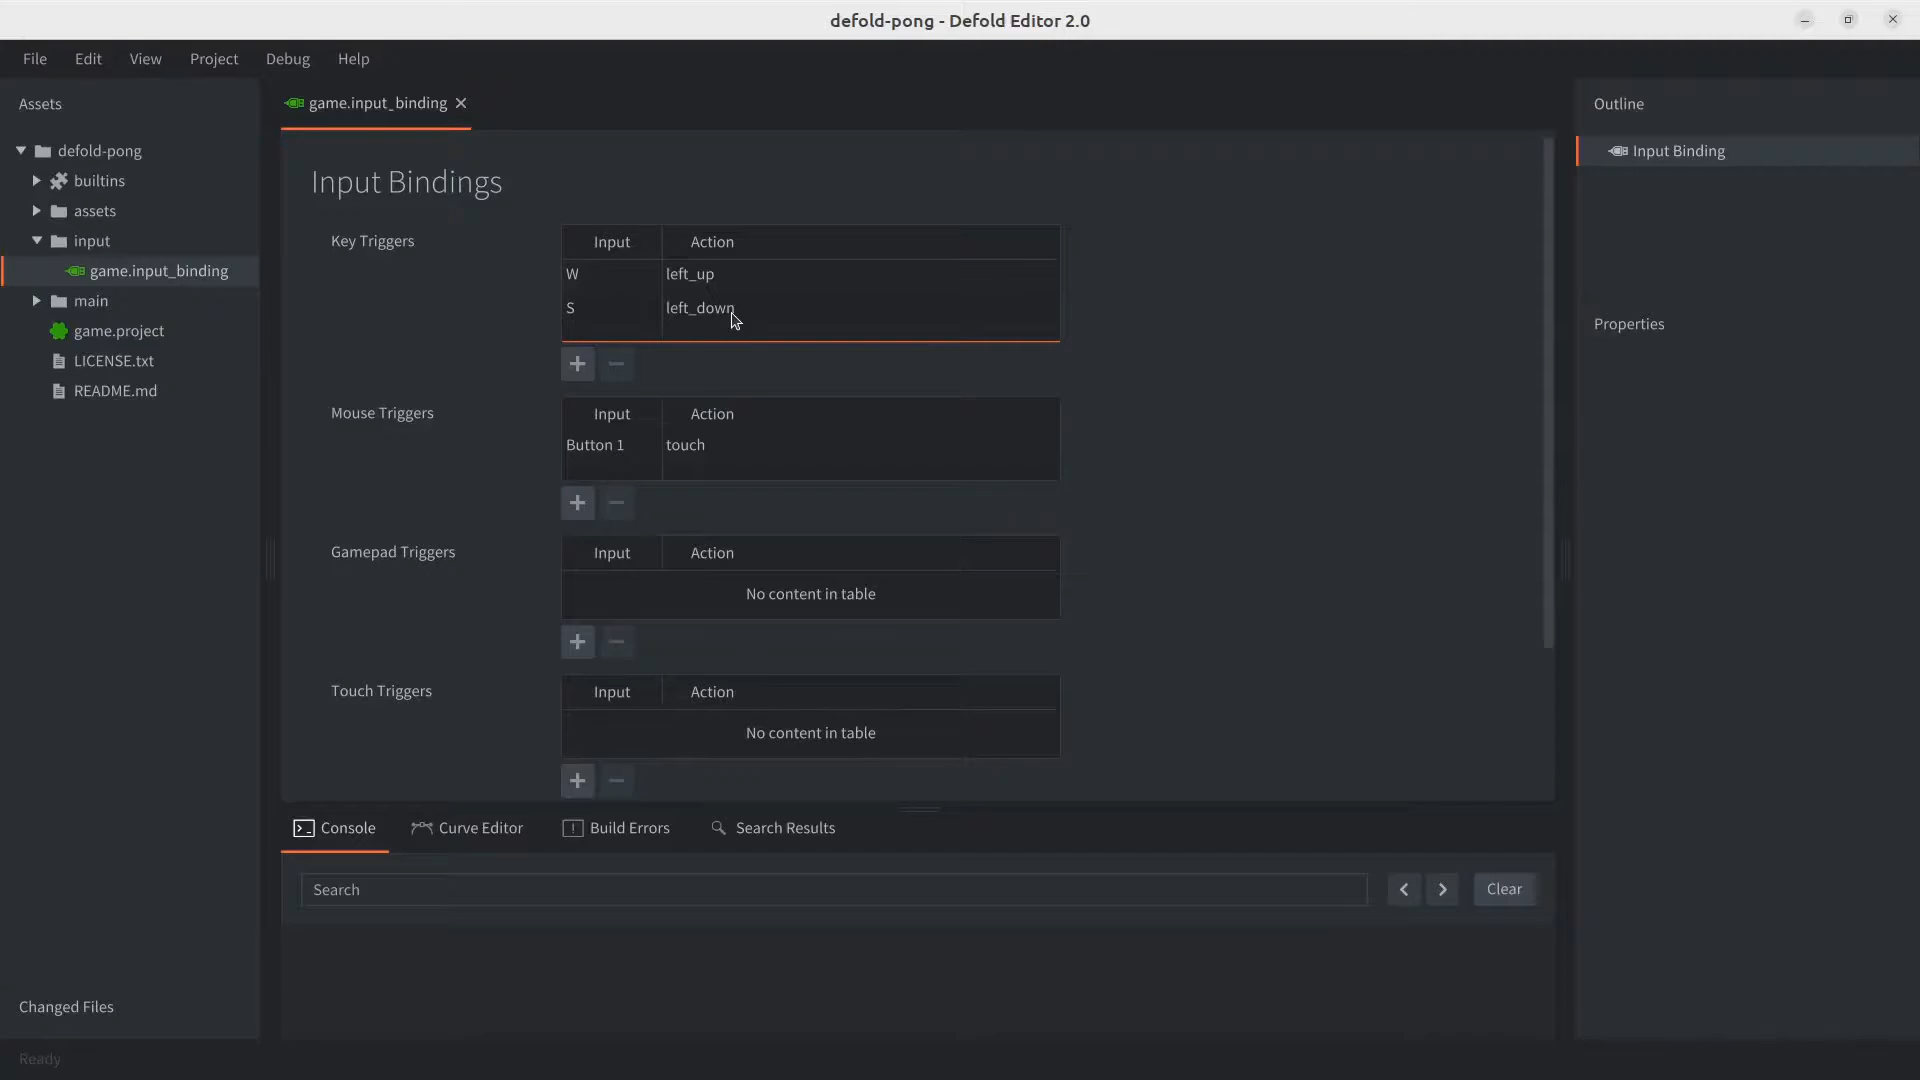 defold-pong - Defold Editor 2.0
File Edit View Project Debug Help
Assets
defold-pong
builtins
assets
input
game.input_binding
main
game.project
LICENSE.txt
README.md
Changed Files
Ready
game.input_binding
Input Bindings
Key Triggers
Input Action
W left_up
S left_down
Mouse Triggers
Input Action
Button 1 touch
Gamepad Triggers
Input Action
No content in table
Touch Triggers
Input Action
No content in table
Console Curve Editor Build Errors Search Results
Search
Clear
Outline
Input Binding
Properties